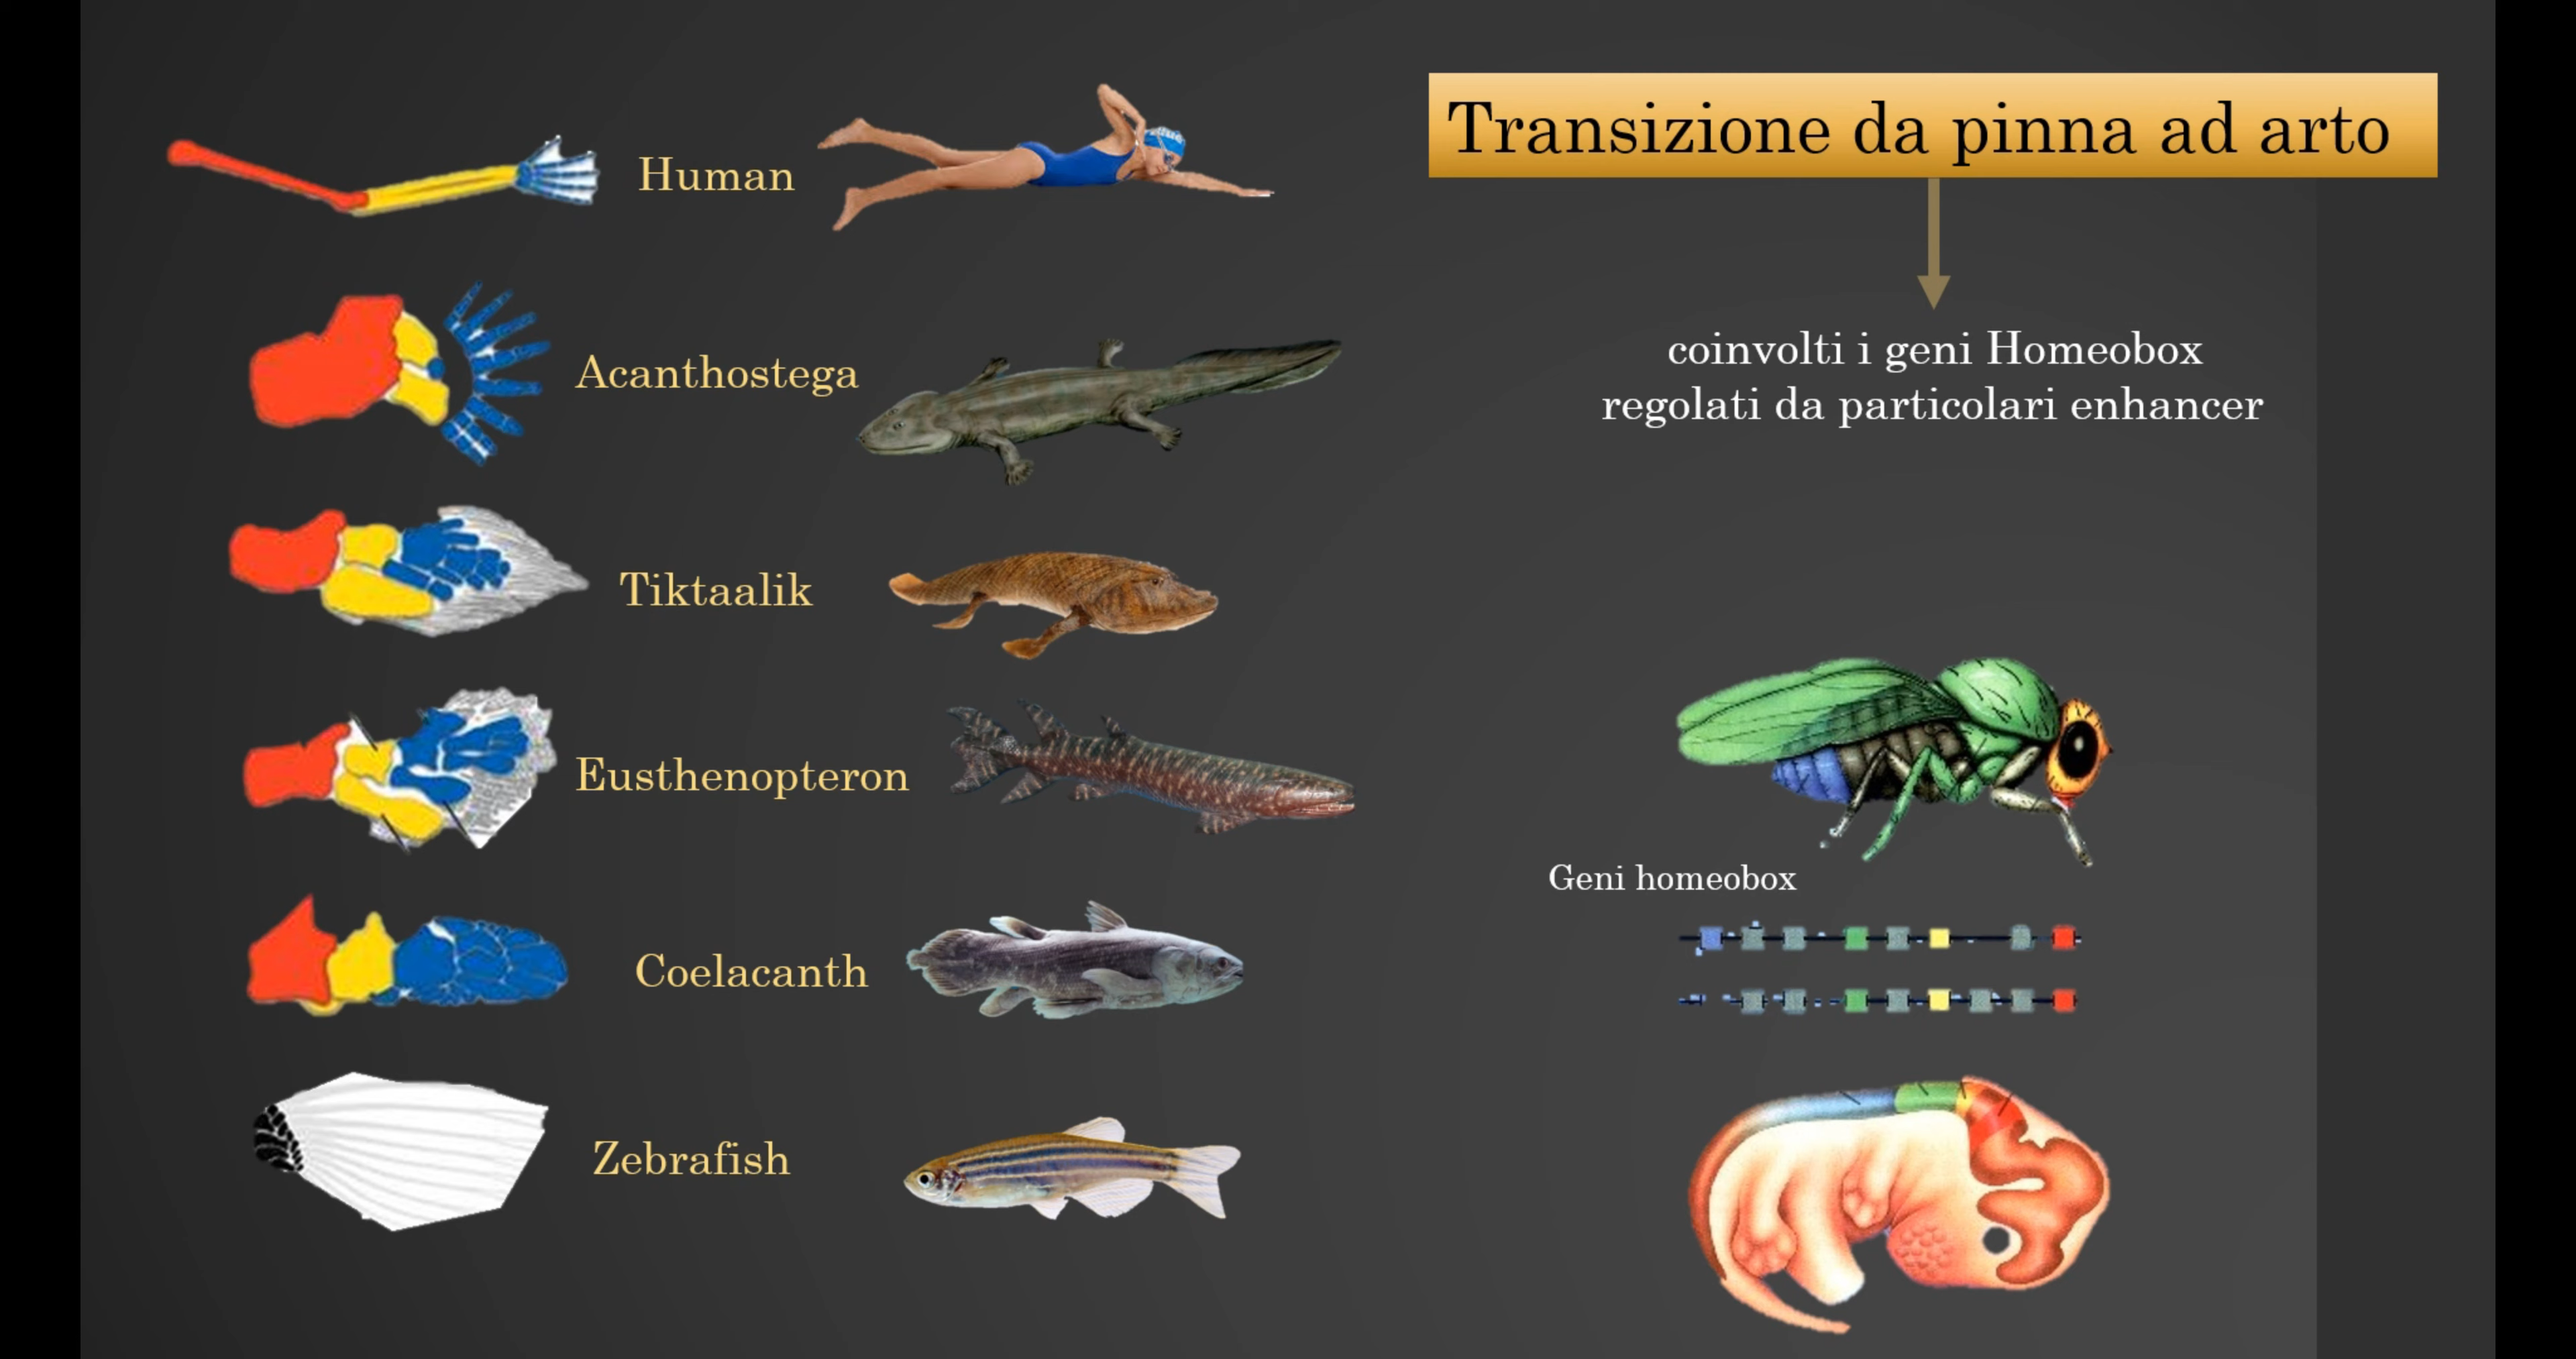 Transizione da pinna ad arto
coinvolti i geni Homeobox
regolati da particolari enhancer
Human
Acanthostega
Tiktaalik
Eusthenopteron
Coelacanth
Zebrafish
Geni homeobox